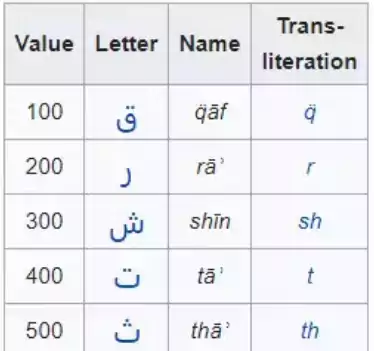 Value Letter Name Trans-
literation
100 ق q̈āf q̈
200 ر rāʾ r
300 ش shīn sh
400 ت tāʾ t
500 ث thāʾ th